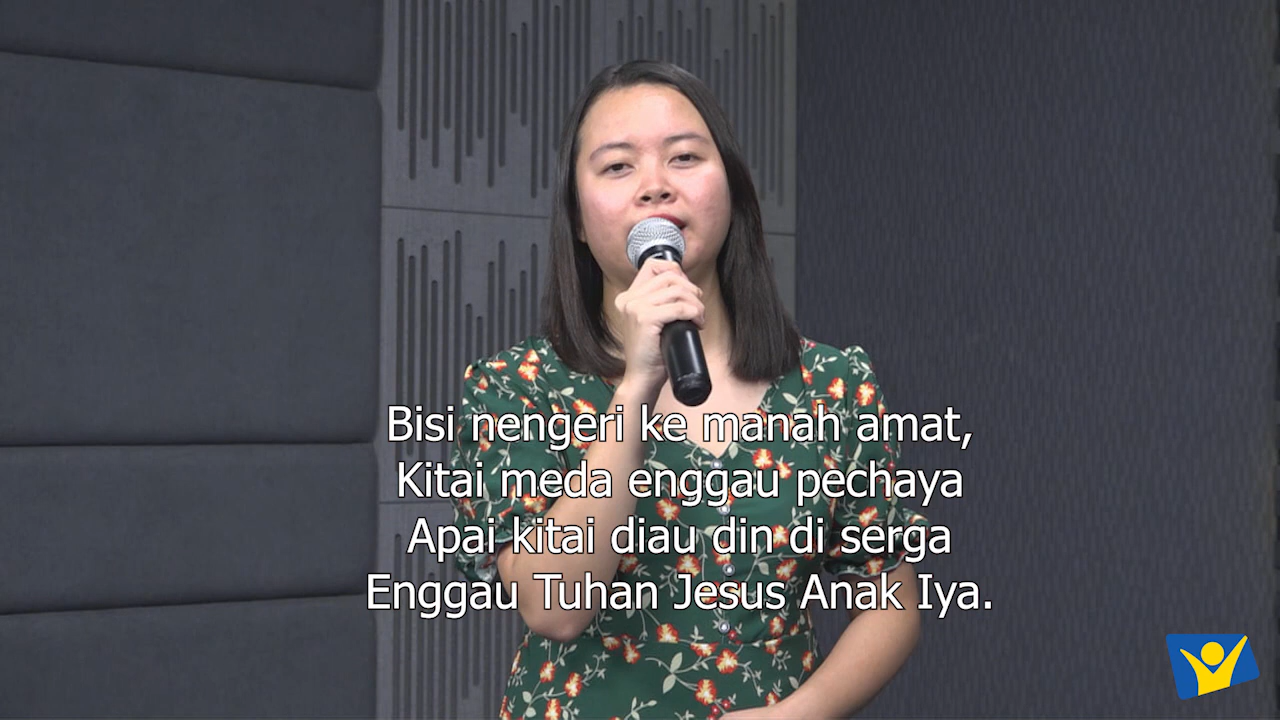 Bisi nengeri ke manah amat,
Kitai meda enggau pechaya
Apai kitai diau din di serga
Enggau Tuhan Jesus Anak Iya.